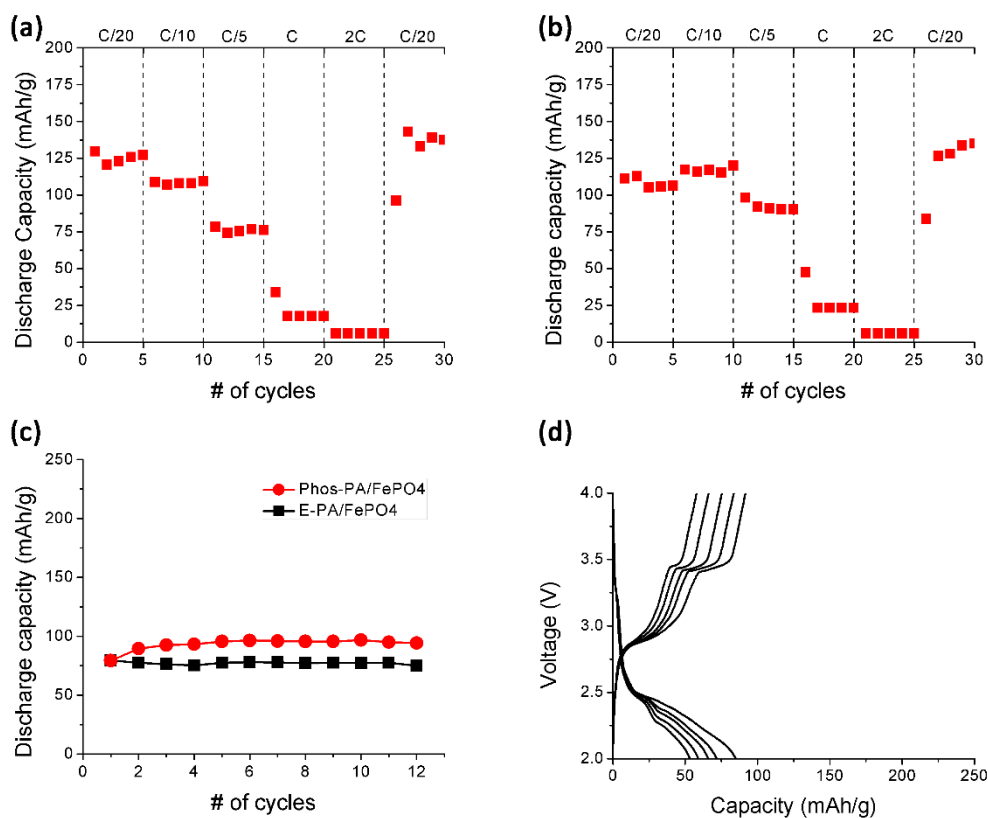 (a)
C/20 C/10 C/5 C 2C C/20
200
175
150
125
100
75
50
25
0
Discharge Capacity (mAh/g)
0 5 10 15 20 25 30
# of cycles
(b)
C/20 C/10 C/5 C 2C C/20
200
175
150
125
100
75
50
25
0
Discharge capacity (mAh/g)
0 5 10 15 20 25 30
# of cycles
(c)
250
200
150
100
50
0
Discharge capacity (mAh/g)
Phos-PA/FePO4
E-PA/FePO4
0 2 4 6 8 10 12
# of cycles
(d)
4.0
3.5
3.0
2.5
2.0
Voltage (V)
0 50 100 150 200 250
Capacity (mAh/g)